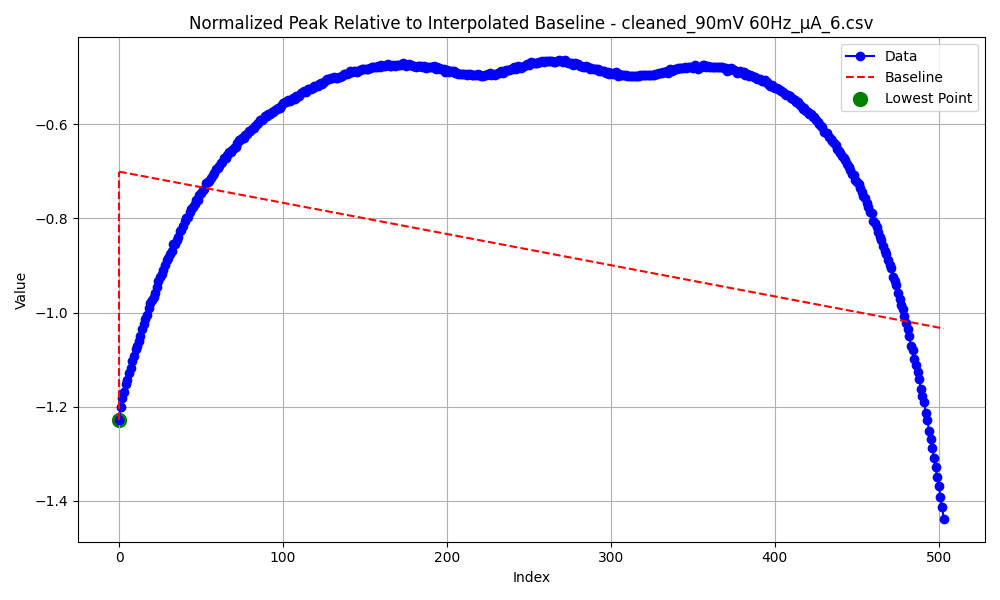 Normalized Peak Relative to Interpolated Baseline - cleaned_90mV 60Hz_µA_6.csv
Data
Baseline
Lowest Point
−0.6
−0.8
−1.0
−1.2
−1.4
Value
0
100
200
300
400
500
Index